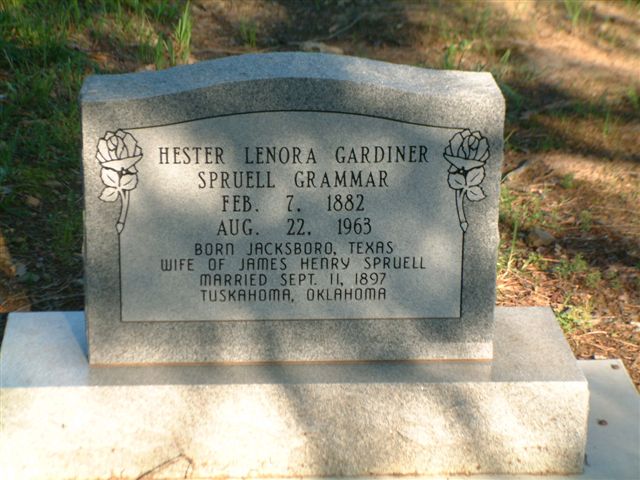 HESTER LENORA GARDINER
SPRUELL GRAMMAR
FEB. 7. 1882
AUG. 22. 1963
BORN JACKSBORO, TEXAS
WIFE OF JAMES HENRY SPRUELL
MARRIED SEPT. 11, 1897
TUSKAHOMA, OKLAHOMA